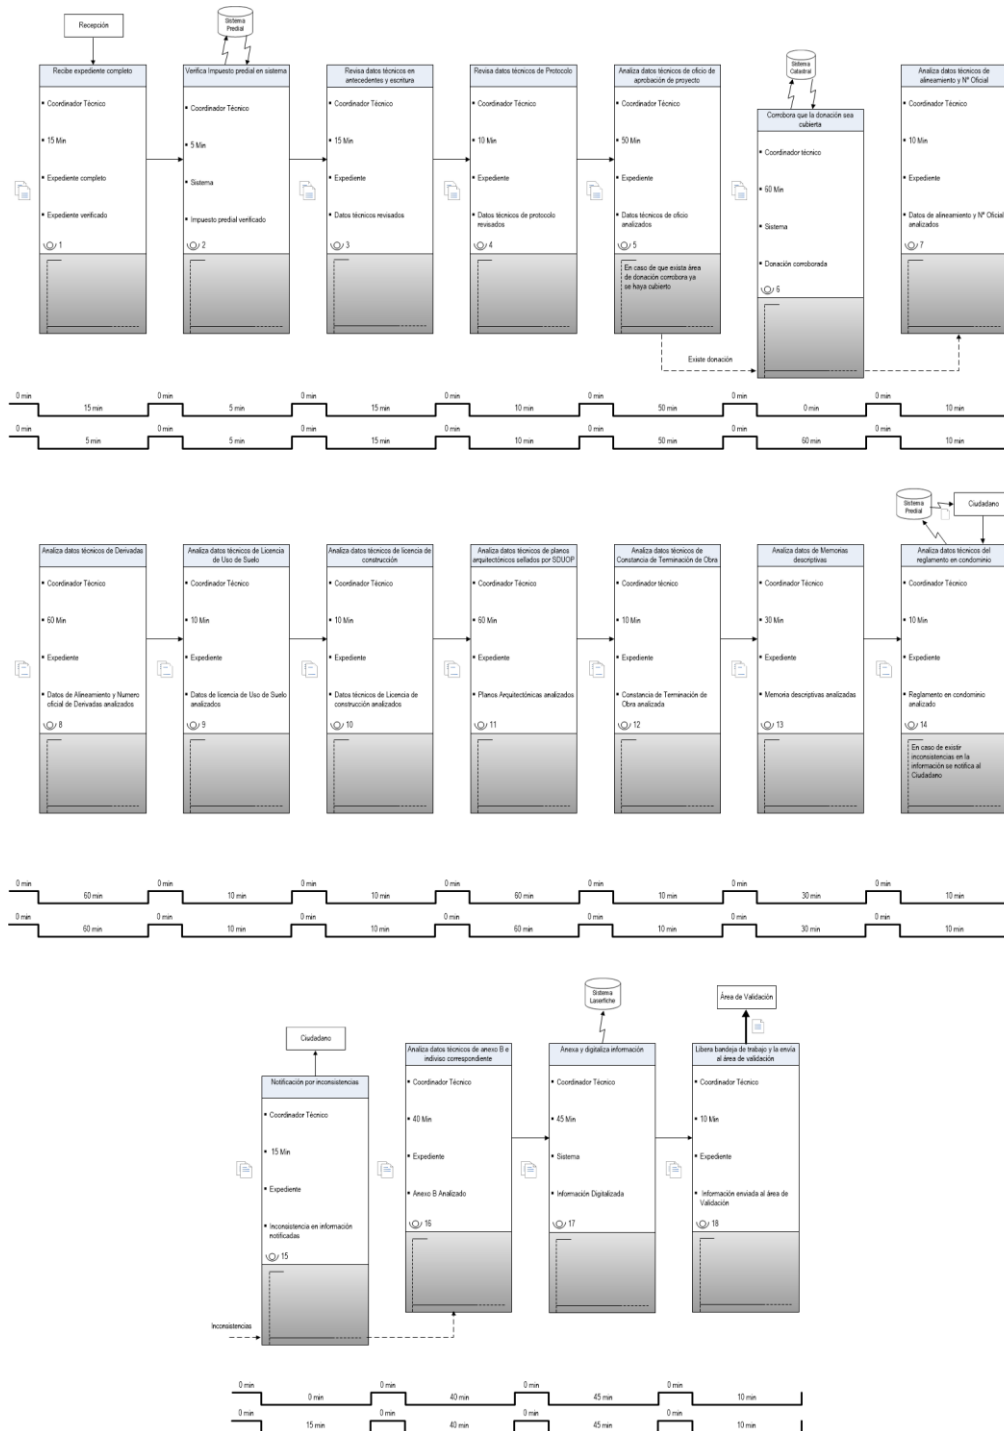 Recepción
Sistema
Predial
Recibe expediente completo
Coordinador Técnico
15 Min
Expediente completo
Expediente verificado
1
Verifica Impuesto predial en sistema
Coordinador Técnico
5 Min
Sistema
Impuesto predial verificado
2
Revisa datos técnicos en
antecedentes y escritura
Coordinador Técnico
15 Min
Expediente
Datos técnicos revisados
3
Revisa datos técnicos de Protocolo
Coordinador Técnico
10 Min
Expediente
Datos técnicos de protocolo
revisados
4
Analiza datos técnicos de oficio de
aprobación de proyecto
Coordinador Técnico
50 Min
Expediente
Datos técnicos de oficio
analizados
5
En caso de que exista área
de donación corrobora ya
se haya cubierto
Existe donación
Sistema
Catastral
Corrobora que la donación sea
cubierta
Coordinador técnico
60 Min
Sistema
Donación corroborada
6
Analiza datos técnicos de
alineamiento y Nº Oficial
Coordinador Técnico
10 Min
Expediente
Datos de alineamiento y Nº Oficial
analizados
7
0 min
15 min
0 min
5 min
0 min
15 min
0 min
10 min
0 min
50 min
0 min
0 min
0 min
10 min
0 min
5 min
0 min
5 min
0 min
15 min
0 min
10 min
0 min
50 min
0 min
60 min
0 min
10 min
Analiza datos técnicos de Derivadas
Coordinador Técnico
60 Min
Expediente
Datos de Alineamiento y Numero
oficial de Derivadas analizados
8
Analiza datos técnicos de Licencia
de Uso de Suelo
Coordinador Técnico
10 Min
Expediente
Datos de licencia de Uso de Suelo
analizados
9
Analiza datos técnicos de licencia de
construcción
Coordinador Técnico
10 Min
Expediente
Datos técnicos de Licencia de
construcción analizados
10
Analiza datos técnicos de planos
arquitectónicos sellados por SDUOP
Coordinador Técnico
60 Min
Expediente
Planos Arquitectónicas analizados
11
Analiza datos técnicos de
Constancia de Terminación de Obra
Coordinador técnico
10 Min
Expediente
Constancia de Terminación de
Obra analizada
12
Analiza datos de Memorias
descriptivas
Coordinador Técnico
30 Min
Expediente
Memoria descriptivas analizadas
13
Sistema
Predial
Ciudadano
Analiza datos técnicos del
reglamento en condominio
Coordinador Técnico
10 Min
Expediente
Reglamento en condominio
analizado
14
En caso de existir
inconsistencias en la
información se notifica al
Ciudadano
0 min
60 min
0 min
10 min
0 min
10 min
0 min
60 min
0 min
10 min
0 min
30 min
0 min
10 min
0 min
60 min
0 min
10 min
0 min
10 min
0 min
60 min
0 min
10 min
0 min
30 min
0 min
10 min
Ciudadano
Notificación por inconsistencias
Coordinador Técnico
15 Min
Expediente
Inconsistencia en información
notificadas
15
Inconsistencias
Analiza datos técnicos de anexo B e
indiviso correspondiente
Coordinador Técnico
40 Min
Expediente
Anexo B Analizado
16
Sistema
Laserfiche
Anexa y digitaliza información
Coordinador Técnico
45 Min
Sistema
Información Digitalizada
17
Área de Validación
Libera bandeja de trabajo y la envía
al área de validación
Coordinador Técnico
10 Min
Expediente
Información enviada al área de
Validación
18
0 min
0 min
0 min
40 min
0 min
45 min
0 min
10 min
0 min
15 min
0 min
40 min
0 min
45 min
0 min
10 min